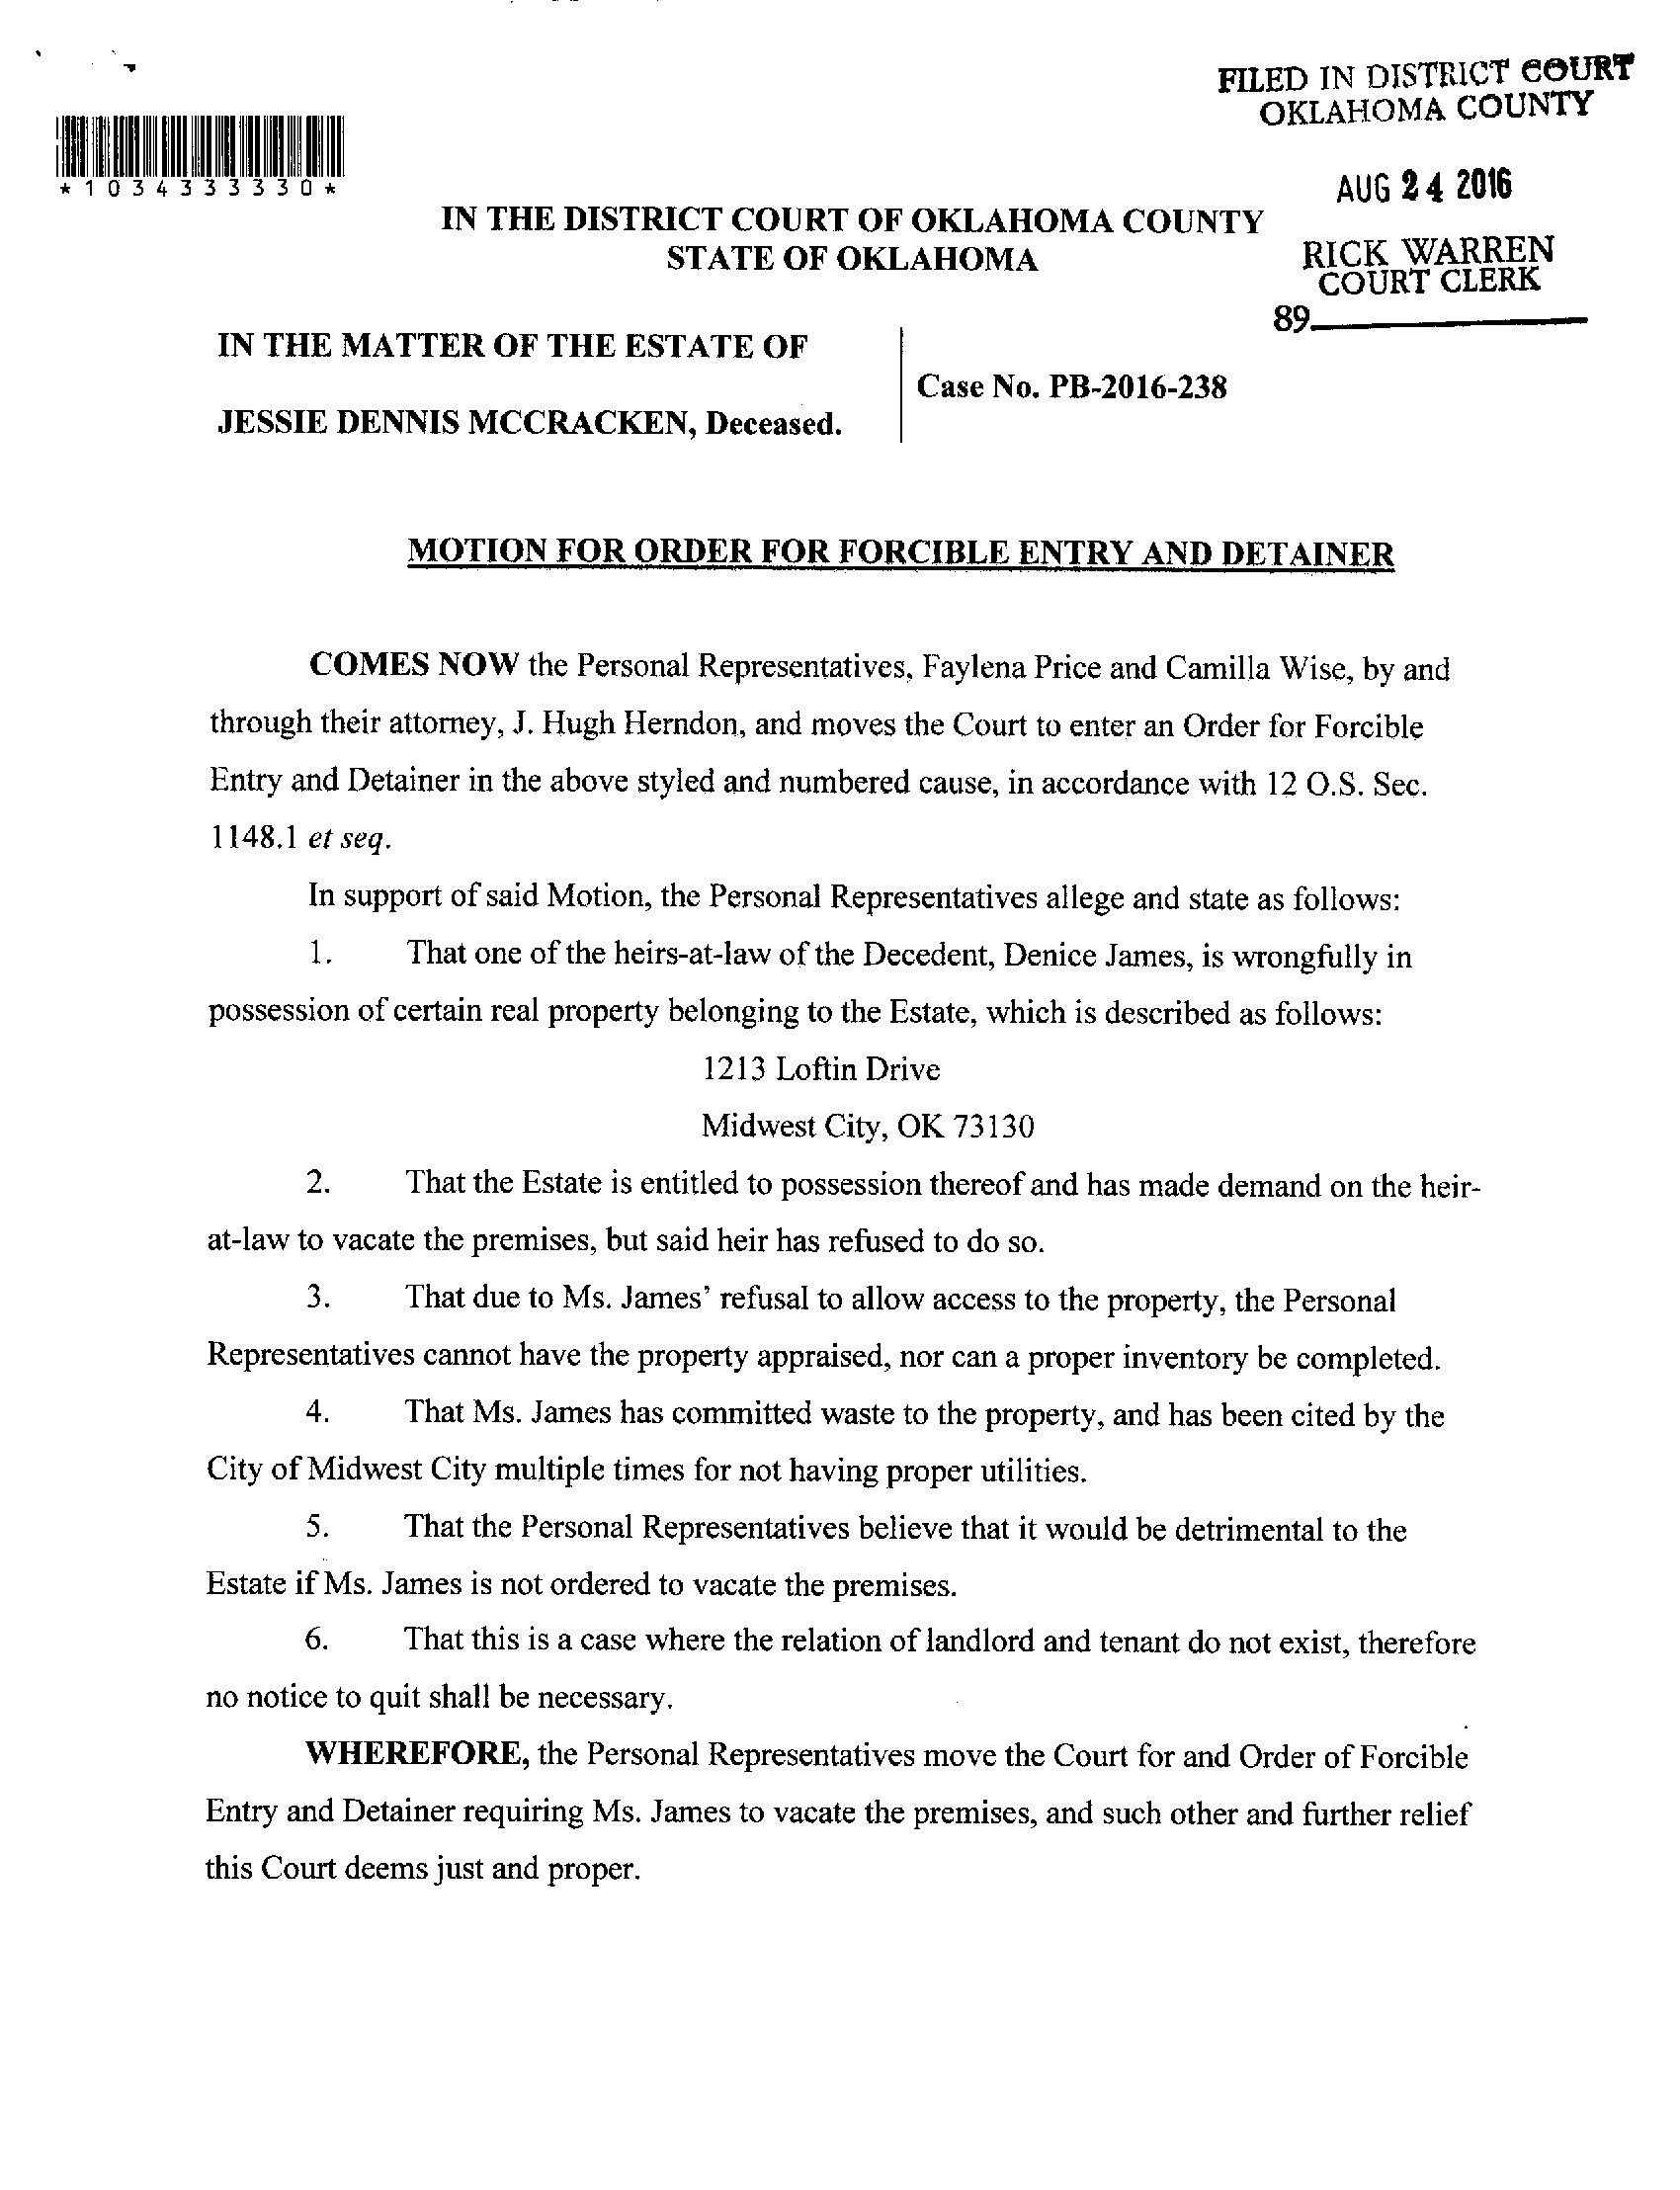 FILED IN DISTRICT COURT
OKLAHOMA COUNTY
AUG 24 2016
RICK WARREN
COURT CLERK
89
*1034333330*
IN THE DISTRICT COURT OF OKLAHOMA COUNTY
STATE OF OKLAHOMA
IN THE MATTER OF THE ESTATE OF
JESSIE DENNIS MCCRACKEN, Deceased.
Case No. PB-2016-238
MOTION FOR ORDER FOR FORCIBLE ENTRY AND DETAINER
COMES NOW the Personal Representatives, Faylena Price and Camilla Wise, by and
through their attorney, J. Hugh Herndon, and moves the Court to enter an Order for Forcible
Entry and Detainer in the above styled and numbered cause, in accordance with 12 O.S. Sec.
1148.1 et seq.
In support of said Motion, the Personal Representatives allege and state as follows:
1. That one of the heirs-at-law of the Decedent, Denice James, is wrongfully in
possession of certain real property belonging to the Estate, which is described as follows:
1213 Loftin Drive
Midwest City, OK 73130
2. That the Estate is entitled to possession thereof and has made demand on the heir-
at-law to vacate the premises, but said heir has refused to do so.
3. That due to Ms. James’ refusal to allow access to the property, the Personal
Representatives cannot have the property appraised, nor can a proper inventory be completed.
4. That Ms. James has committed waste to the property, and has been cited by the
City of Midwest City multiple times for not having proper utilities.
5. That the Personal Representatives believe that it would be detrimental to the
Estate if Ms. James is not ordered to vacate the premises.
6. That this is a case where the relation of landlord and tenant do not exist, therefore
no notice to quit shall be necessary.
WHEREFORE, the Personal Representatives move the Court for and Order of Forcible
Entry and Detainer requiring Ms. James to vacate the premises, and such other and further relief
this Court deems just and proper.